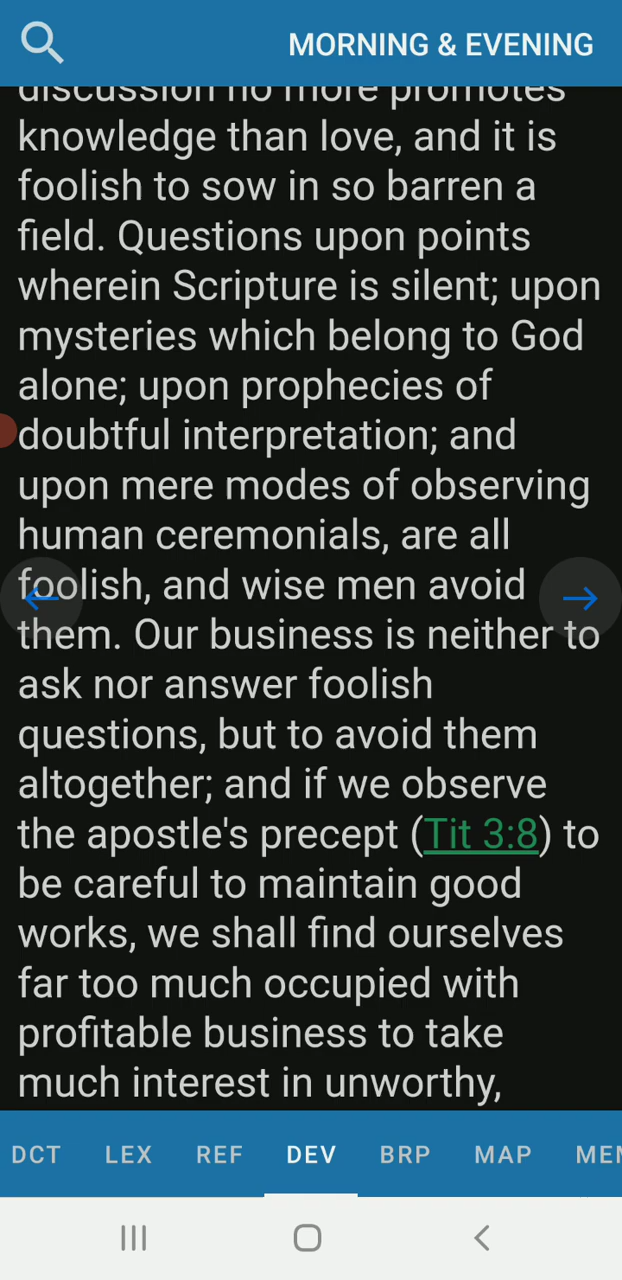 MORNING & EVENING
discussion no more promotes
knowledge than love, and it is
foolish to sow in so barren a
field. Questions upon points
wherein Scripture is silent; upon
mysteries which belong to God
alone; upon prophecies of
doubtful interpretation; and
upon mere modes of observing
human ceremonials, are all
foolish, and wise men avoid
them. Our business is neither to
ask nor answer foolish
questions, but to avoid them
altogether; and if we observe
the apostle's precept (Tit 3:8) to
be careful to maintain good
works, we shall find ourselves
far too much occupied with
profitable business to take
much interest in unworthy,
DCT LEX REF DEV BRP MAP